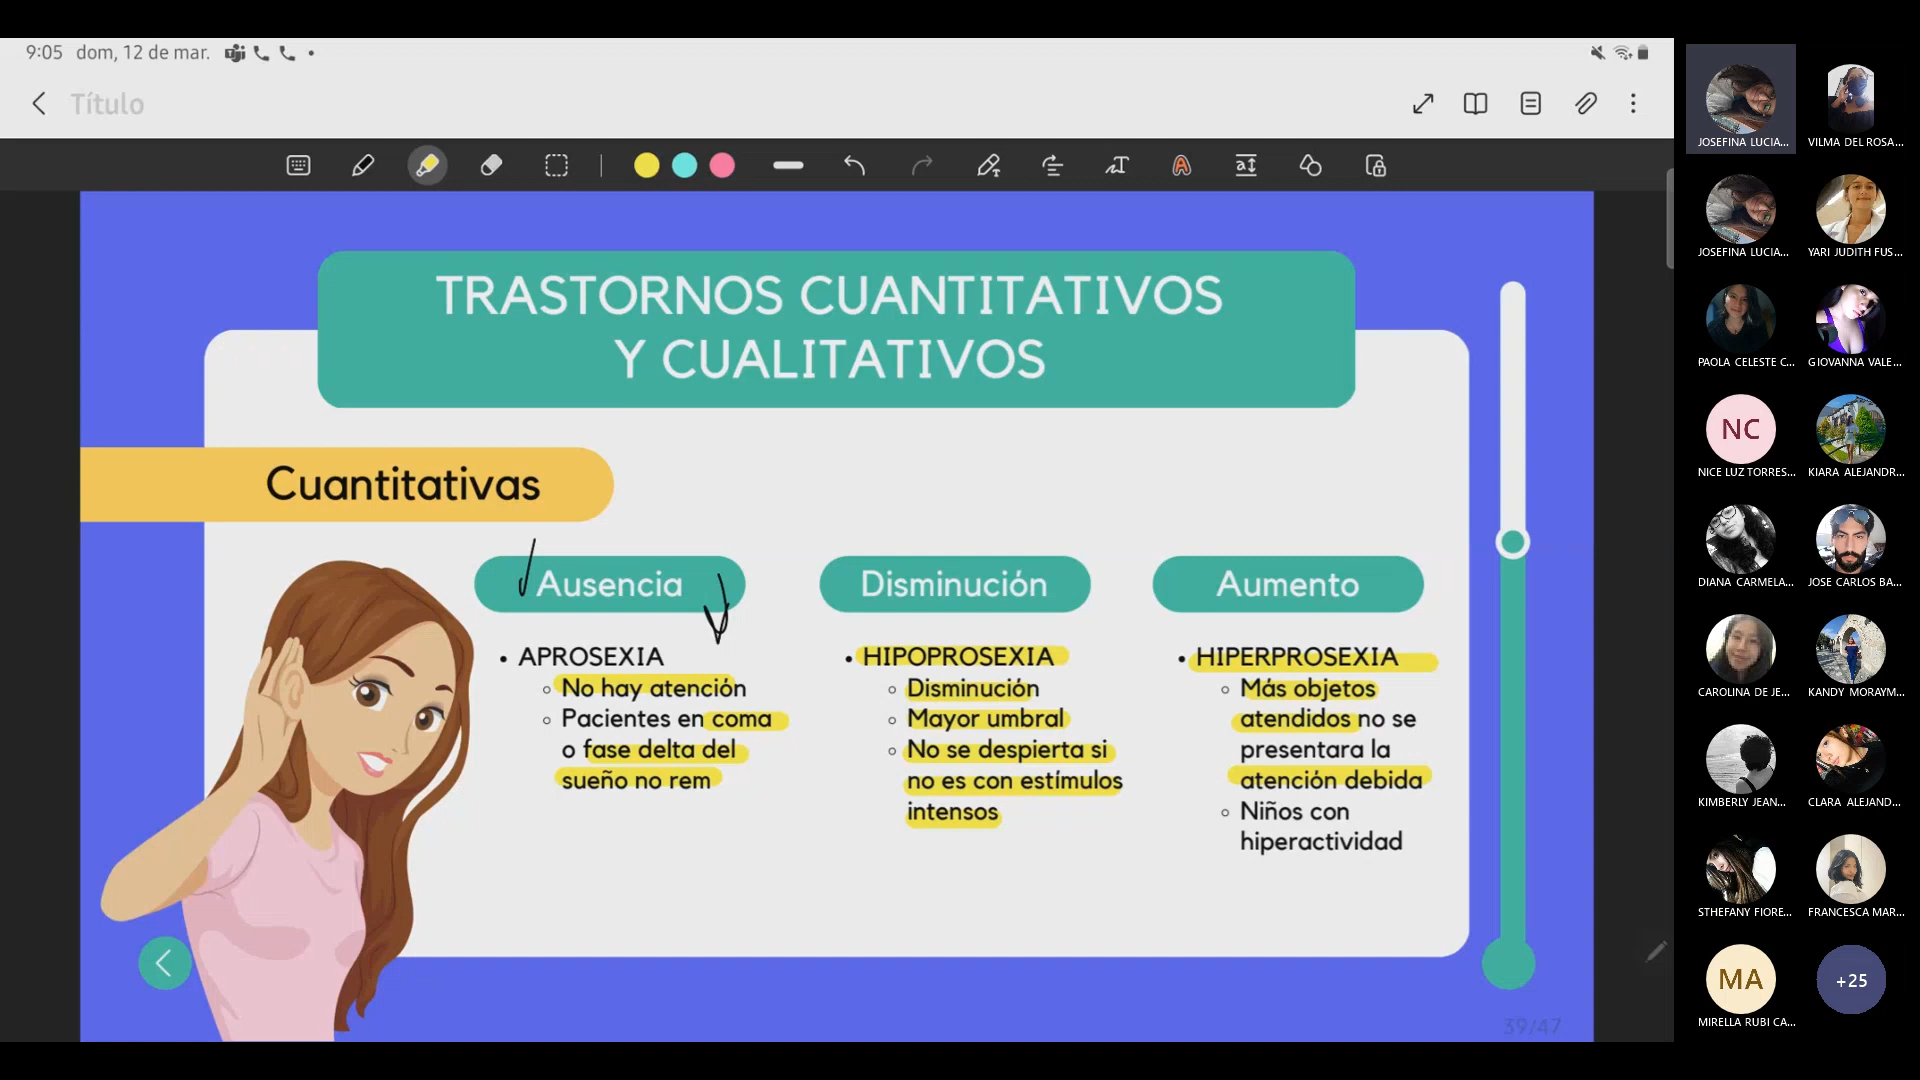 9:05 dom, 12 de mar.
Título
TRASTORNOS CUANTITATIVOS
Y CUALITATIVOS
Cuantitativas
Ausencia
APROSEXIA
No hay atención
Pacientes en coma
o fase delta del
sueño no rem
Disminución
HIPOPROSEXIA
Disminución
Mayor umbral
No se despierta si
no es con estímulos
intensos
Aumento
HIPERPROSEXIA
Más objetos
atendidos no se
presentara la
atención debida
Niños con
hiperactividad
39/47
JOSEFINA LUCIA...
VILMA DEL ROSA...
JOSEFINA LUCIA...
YARI JUDITH FUS...
PAOLA CELESTE C...
GIOVANNA VALE...
NC
NICE LUZ TORRES...
KIARA ALEJANDR...
DIANA CARMELA...
JOSE CARLOS BA...
CAROLINA DE JE...
KANDY MORAYM...
KIMBERLY JEAN...
CLARA ALEJAND...
STHEFANY FIORE...
FRANCESCA MAR...
MA
MIRELLA RUBI CA...
+25